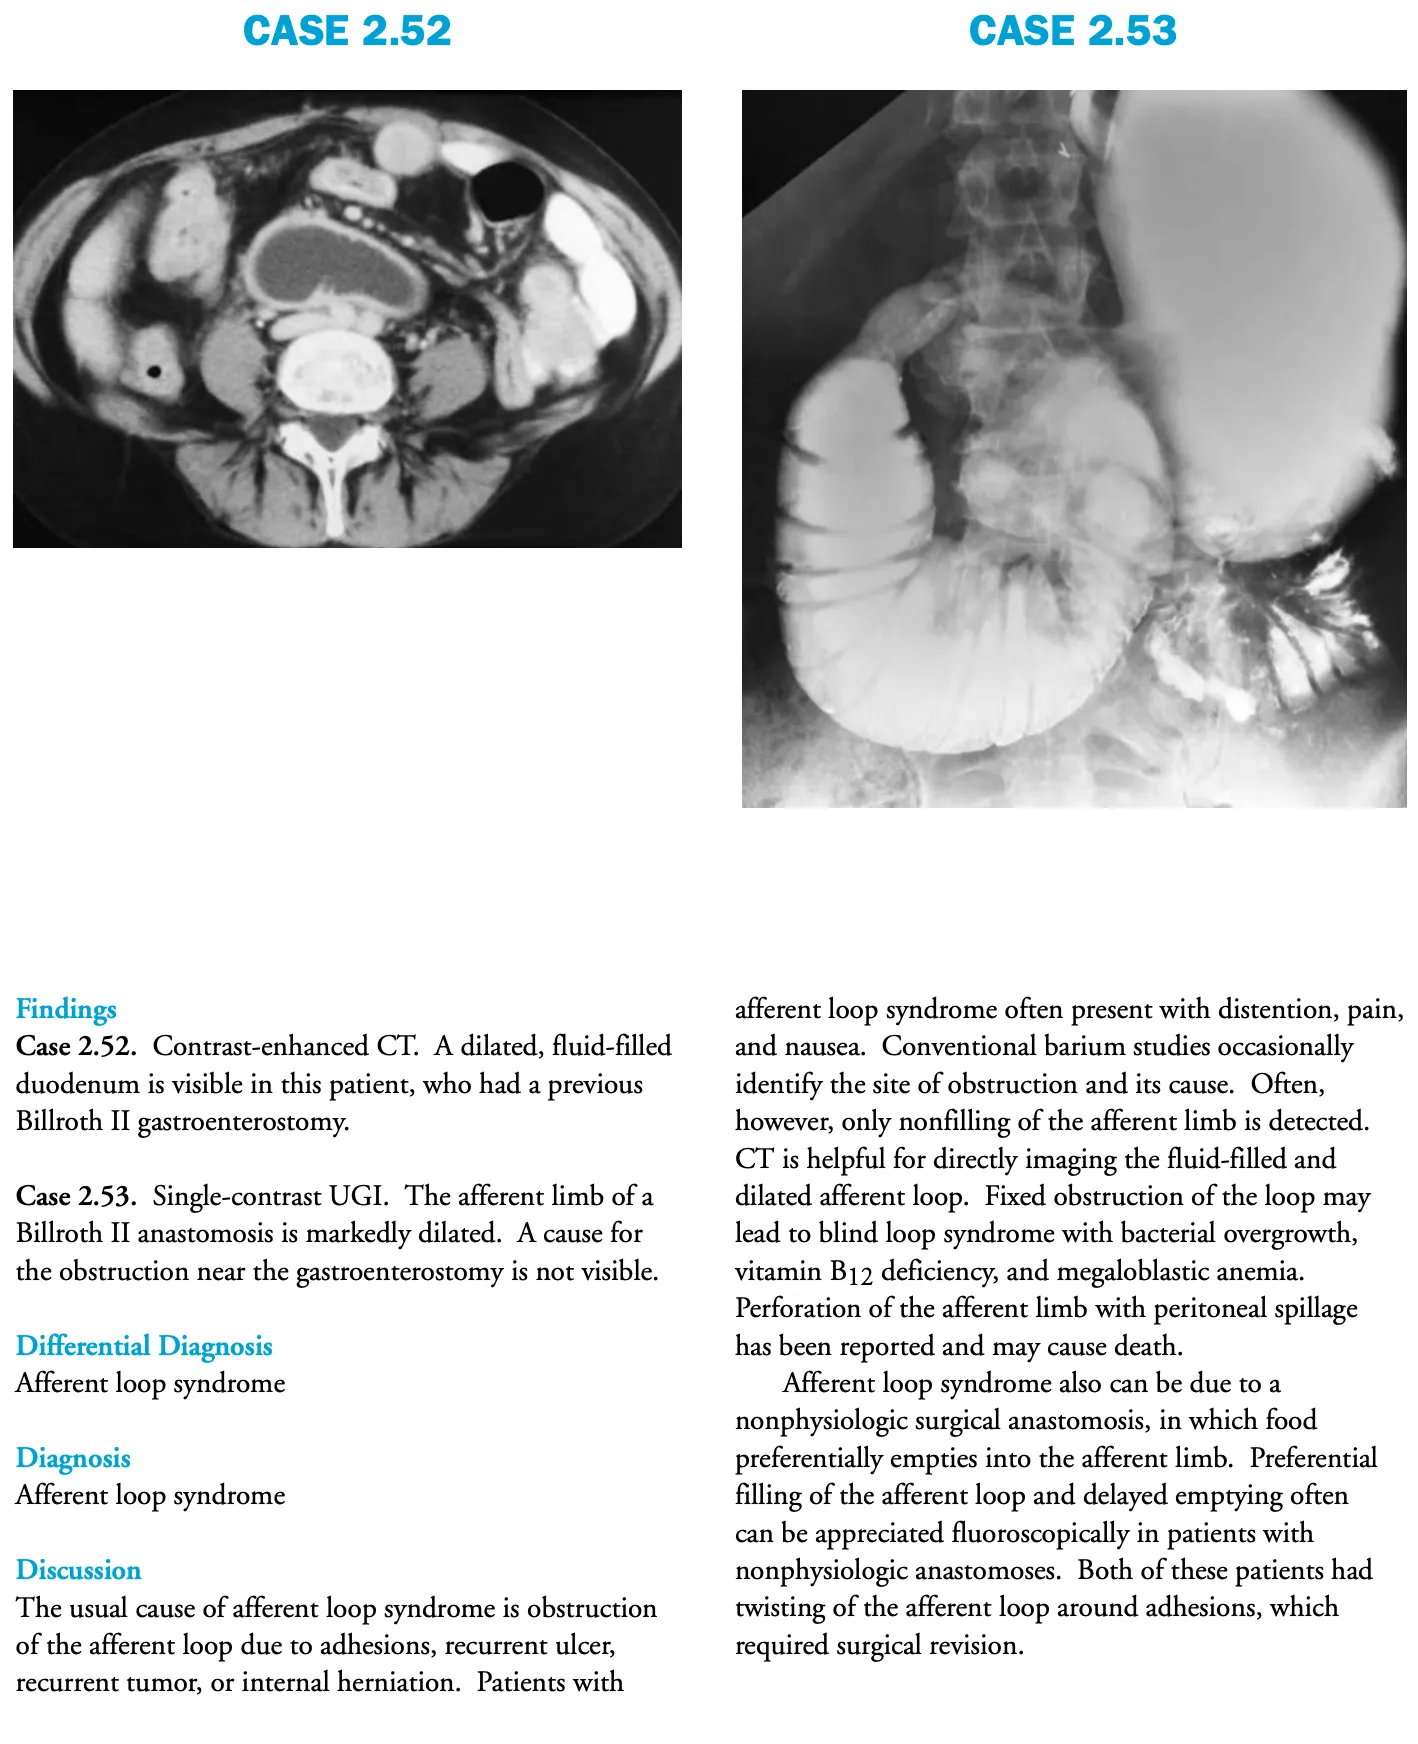 CASE 2.52
CASE 2.53
Findings
Case 2.52. Contrast-enhanced CT. A dilated, fluid-filled
duodenum is visible in this patient, who had a previous
Billroth II gastroenterostomy.
Case 2.53. Single-contrast UGI. The afferent limb of a
Billroth II anastomosis is markedly dilated. A cause for
the obstruction near the gastroenterostomy is not visible.
Differential Diagnosis
Afferent loop syndrome
Diagnosis
Afferent loop syndrome
Discussion
The usual cause of afferent loop syndrome is obstruction
of the afferent loop due to adhesions, recurrent ulcer,
recurrent tumor, or internal herniation. Patients with
afferent loop syndrome often present with distention, pain,
and nausea. Conventional barium studies occasionally
identify the site of obstruction and its cause. Often,
however, only nonfilling of the afferent limb is detected.
CT is helpful for directly imaging the fluid-filled and
dilated afferent loop. Fixed obstruction of the loop may
lead to blind loop syndrome with bacterial overgrowth,
vitamin B12 deficiency, and megaloblastic anemia.
Perforation of the afferent limb with peritoneal spillage
has been reported and may cause death.
Afferent loop syndrome also can be due to a
nonphysiologic surgical anastomosis, in which food
preferentially empties into the afferent limb. Preferential
filling of the afferent loop and delayed emptying often
can be appreciated fluoroscopically in patients with
nonphysiologic anastomoses. Both of these patients had
twisting of the afferent loop around adhesions, which
required surgical revision.